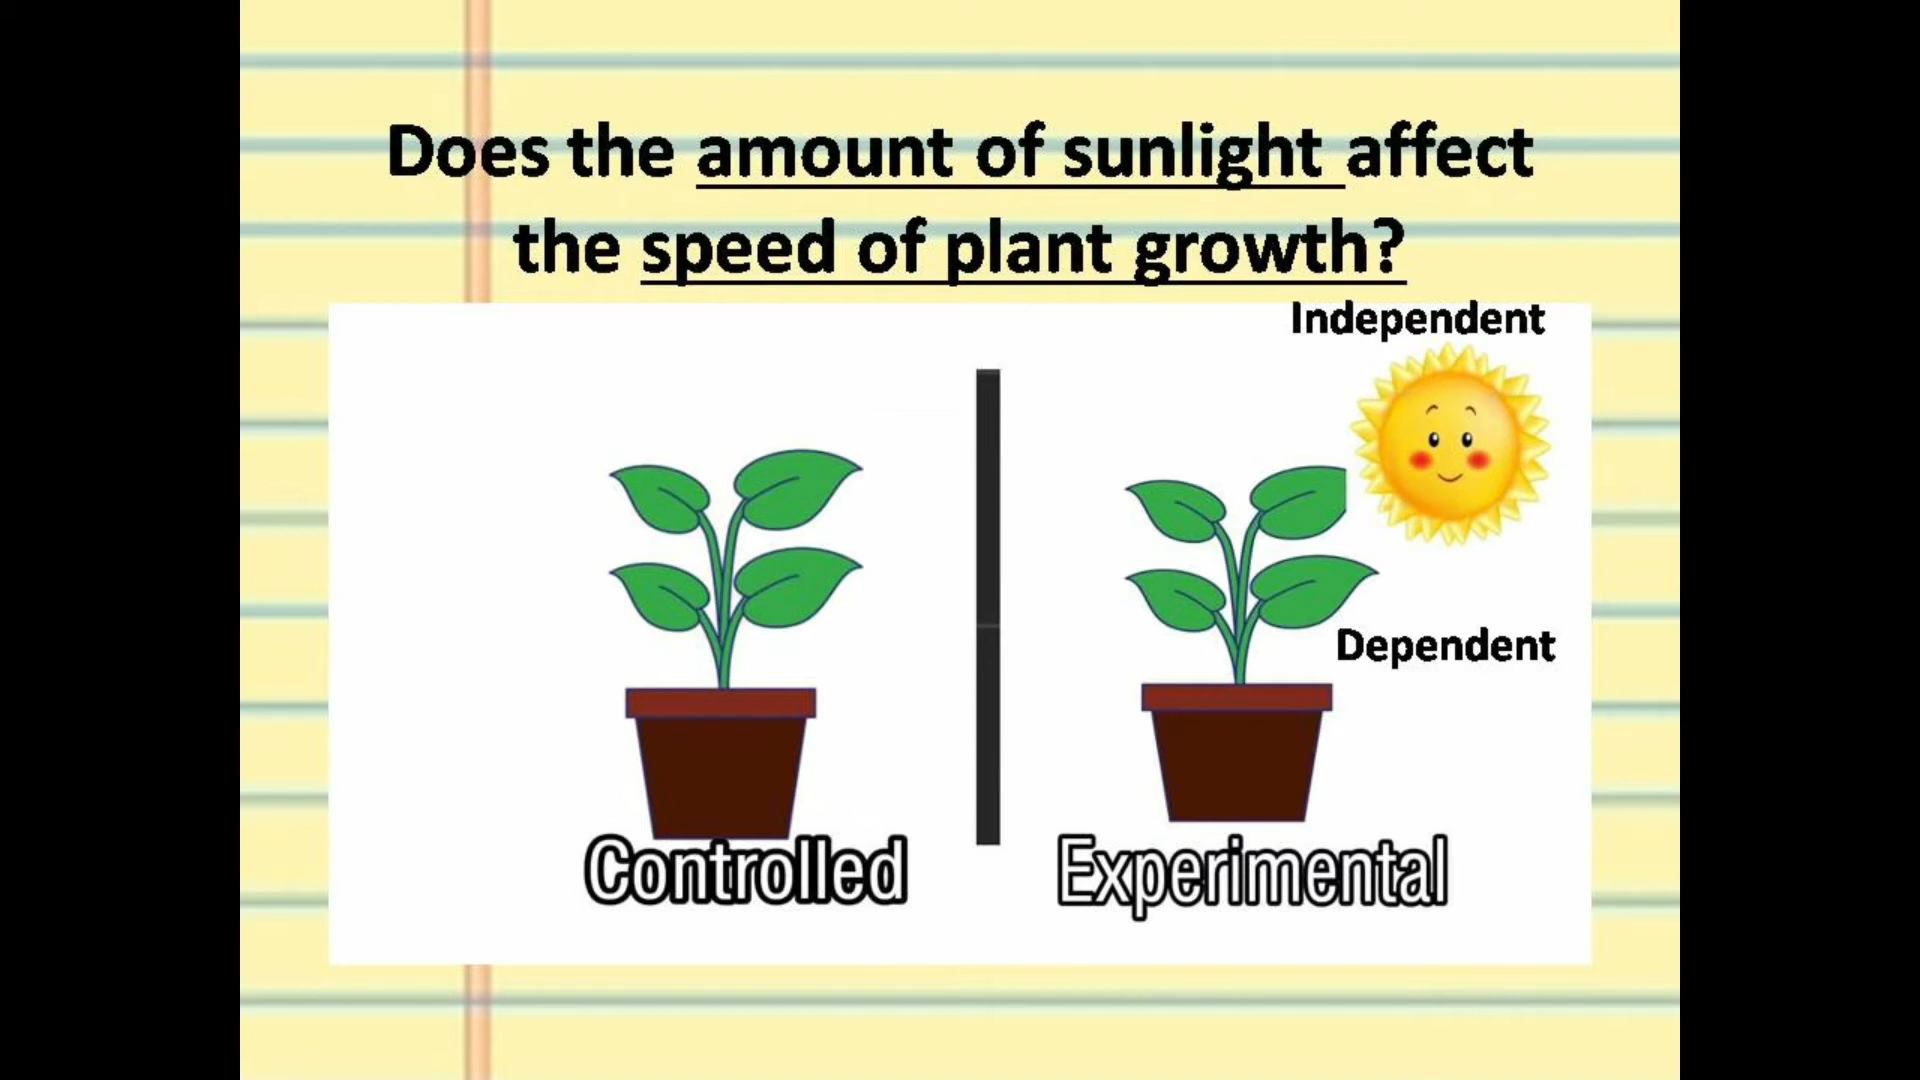 Does the amount of sunlight affect
the speed of plant growth?
Independent
Dependent
Controlled
Experimental